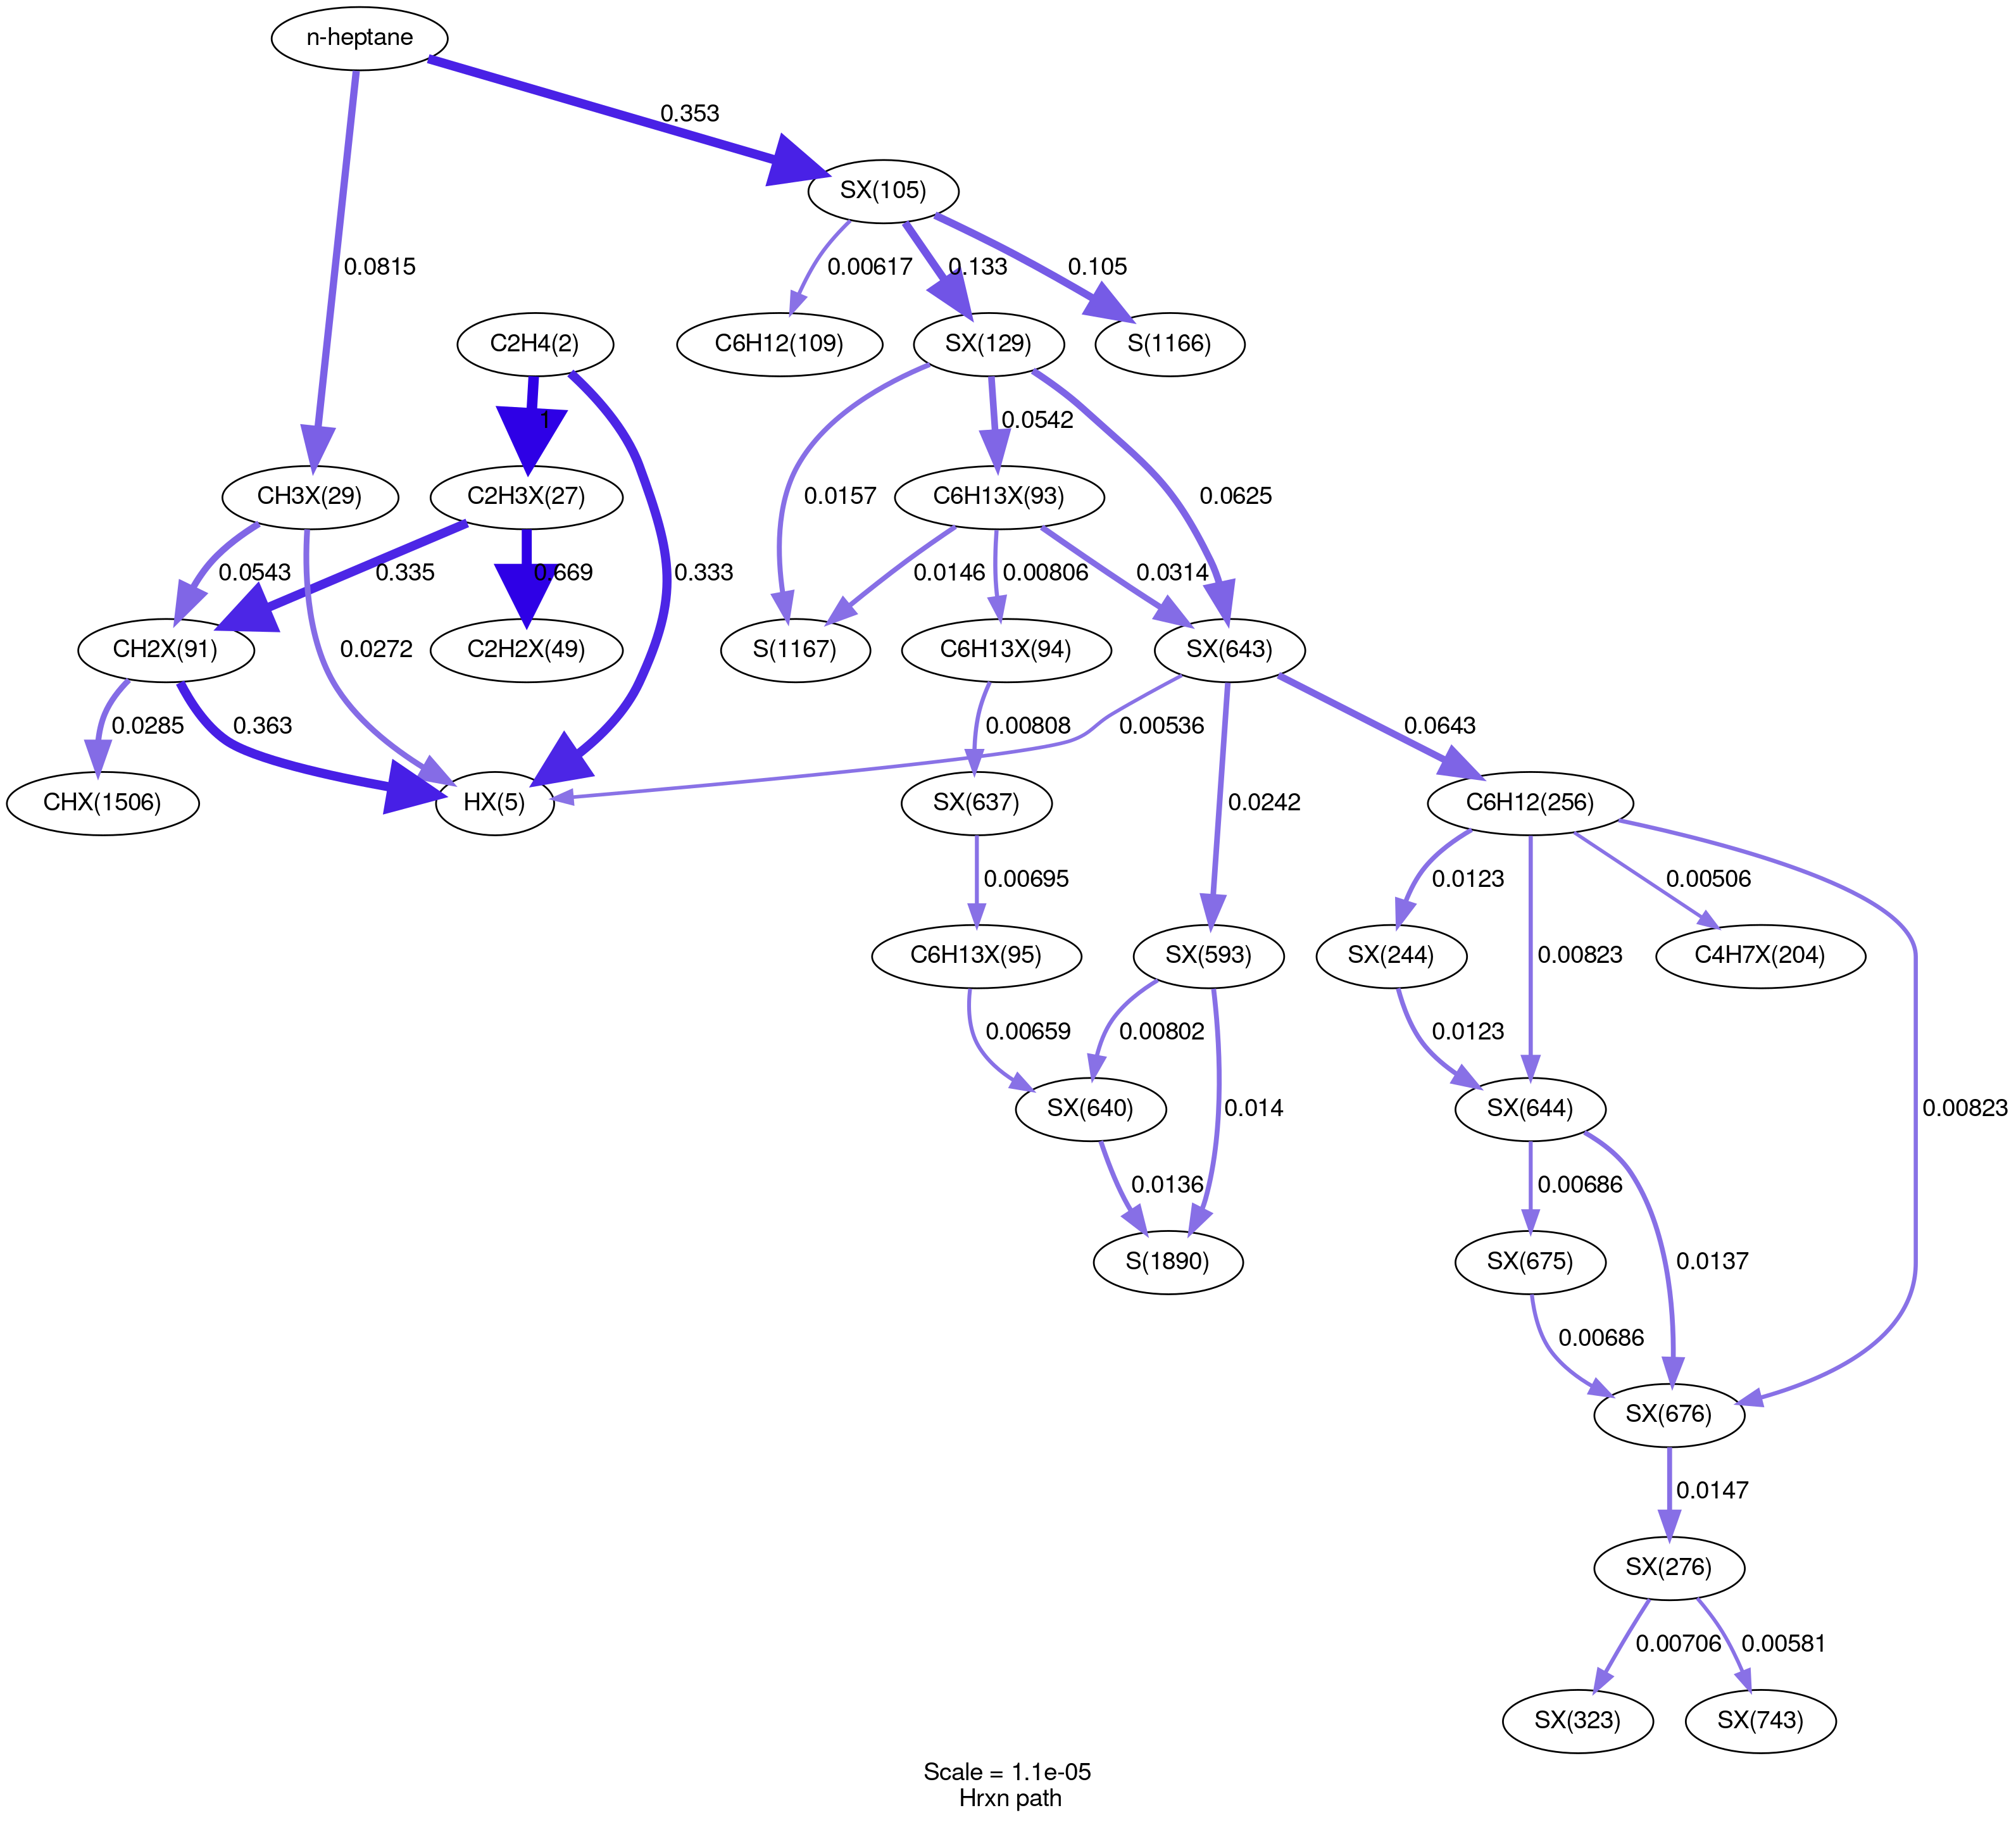 n-heptane
0.353
SX(105)
0.0815
0.00617
0.133
0.105
C2H4(2)
C6H12(109)
SX(129)
S(1166)
1
0.0542
CH3X(29)
C2H3X(27)
0.0157
C6H13X(93)
0.0625
0.0543
0.335
0.669
0.333
0.0146
0.00806
0.0314
0.0272
CH2X(91)
C2H2X(49)
S(1167)
C6H13X(94)
SX(643)
0.0285
0.363
0.00808
0.00536
0.0643
CHX(1506)
HX(5)
SX(637)
0.0242
C6H12(256)
0.00695
0.0123
0.00506
C6H13X(95)
SX(593)
SX(244)
0.00823
C4H7X(204)
0.00659
0.00802
0.0123
SX(640)
0.014
SX(644)
0.00823
0.0136
0.00686
S(1890)
SX(675)
0.0137
0.00686
SX(676)
0.0147
SX(276)
0.00706
0.00581
SX(323)
SX(743)
Scale = 1.1e-05
Hrxn path